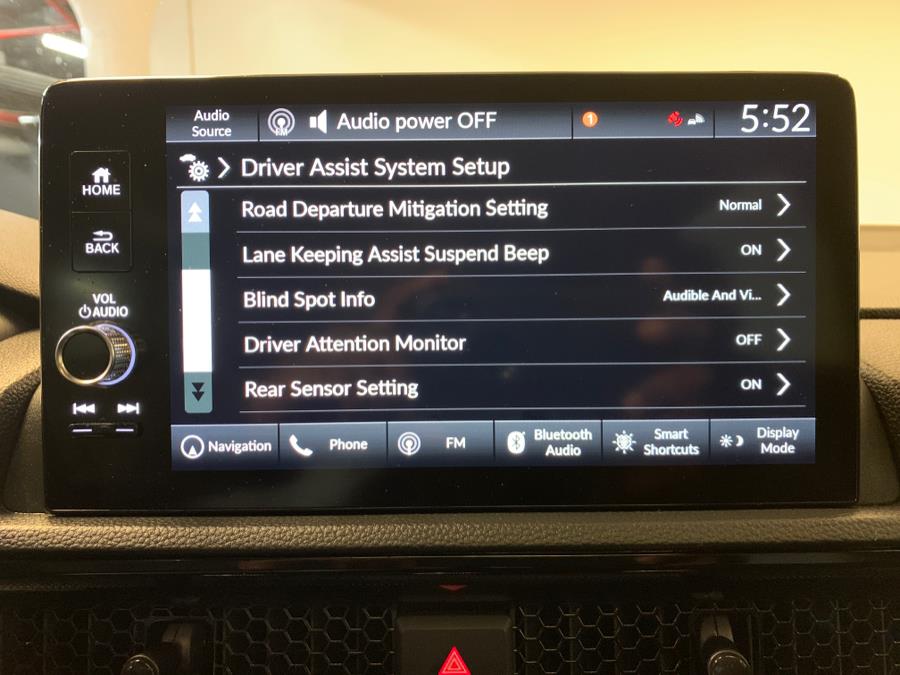 Audio
Source
FM
Audio power OFF
1
5:52
HOME
BACK
VOL
AUDIO
Driver Assist System Setup
Road Departure Mitigation Setting
Normal
Lane Keeping Assist Suspend Beep
ON
Blind Spot Info
Audible And Vi...
Driver Attention Monitor
OFF
Rear Sensor Setting
ON
Navigation
Phone
FM
Bluetooth
Audio
Smart
Shortcuts
Display
Mode